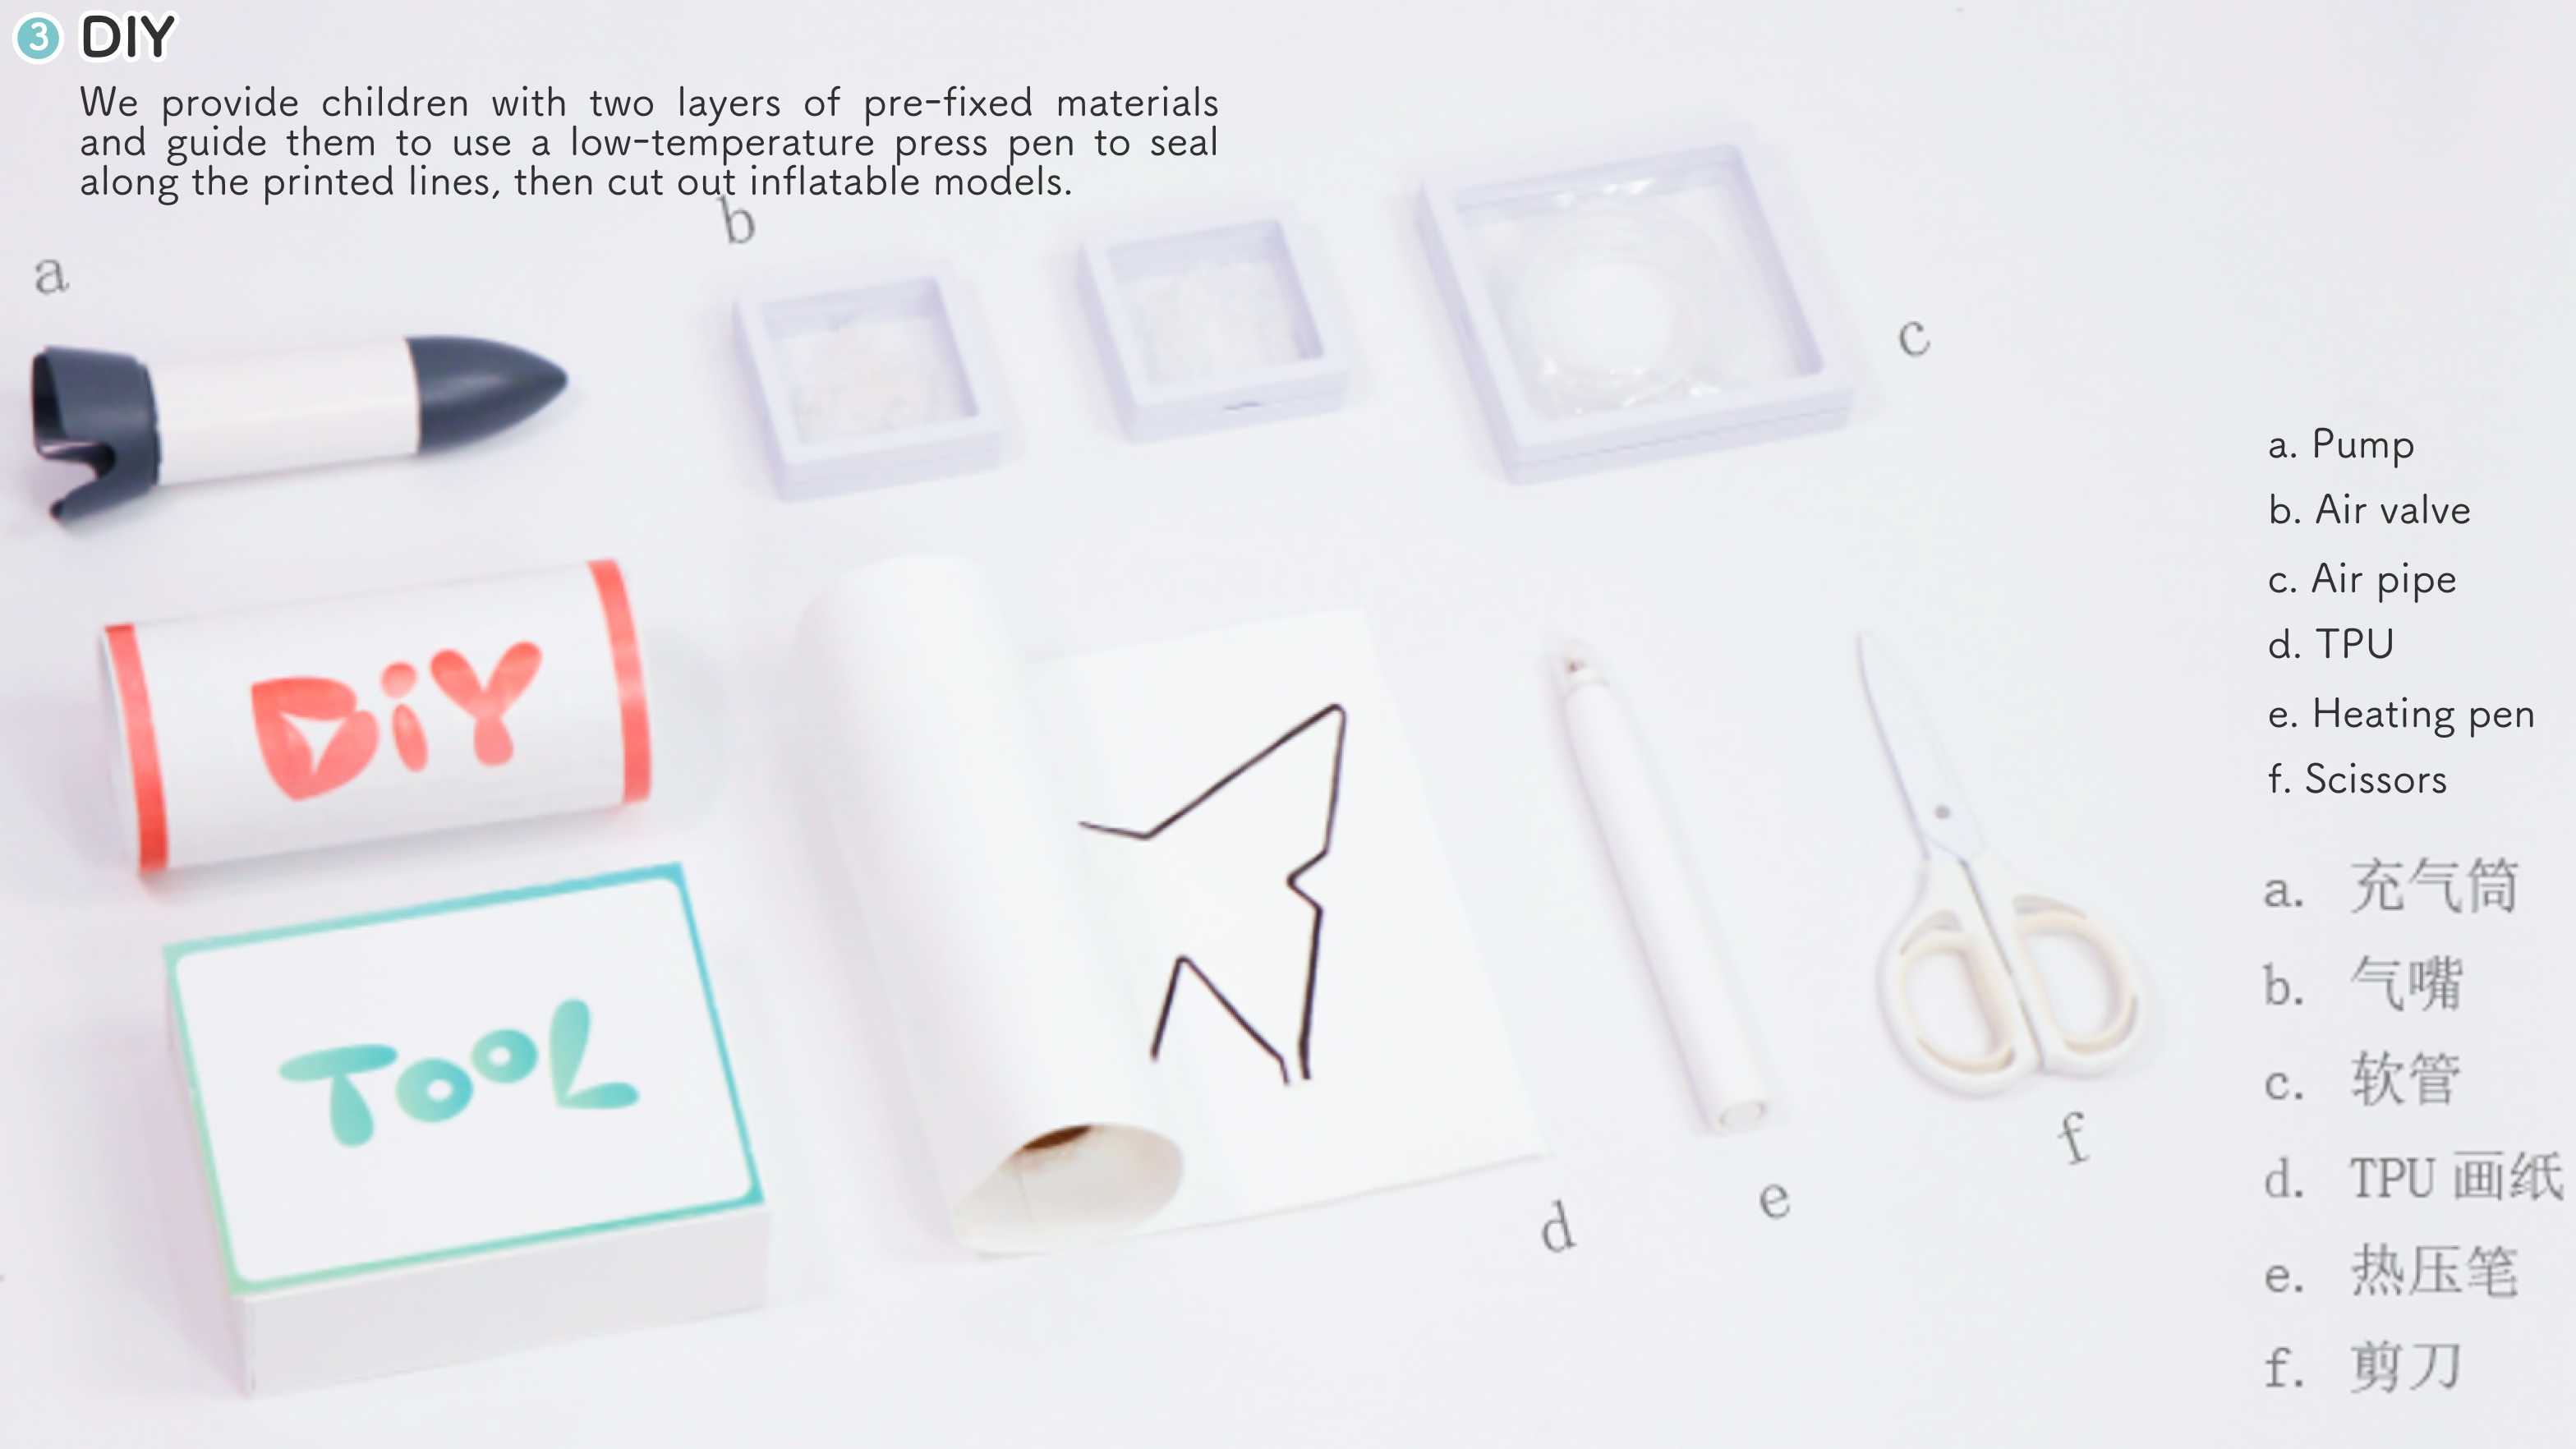 3 DIY
We provide children with two layers of pre-fixed materials
and guide them to use a low-temperature press pen to seal
along the printed lines, then cut out inflatable models.
a
b
c
DiY
TOOL
d
e
f
a. Pump
b. Air valve
c. Air pipe
d. TPU
e. Heating pen
f. Scissors
a. 充气筒
b. 气嘴
c. 软管
d. TPU 画纸
e. 热压笔
f. 剪刀